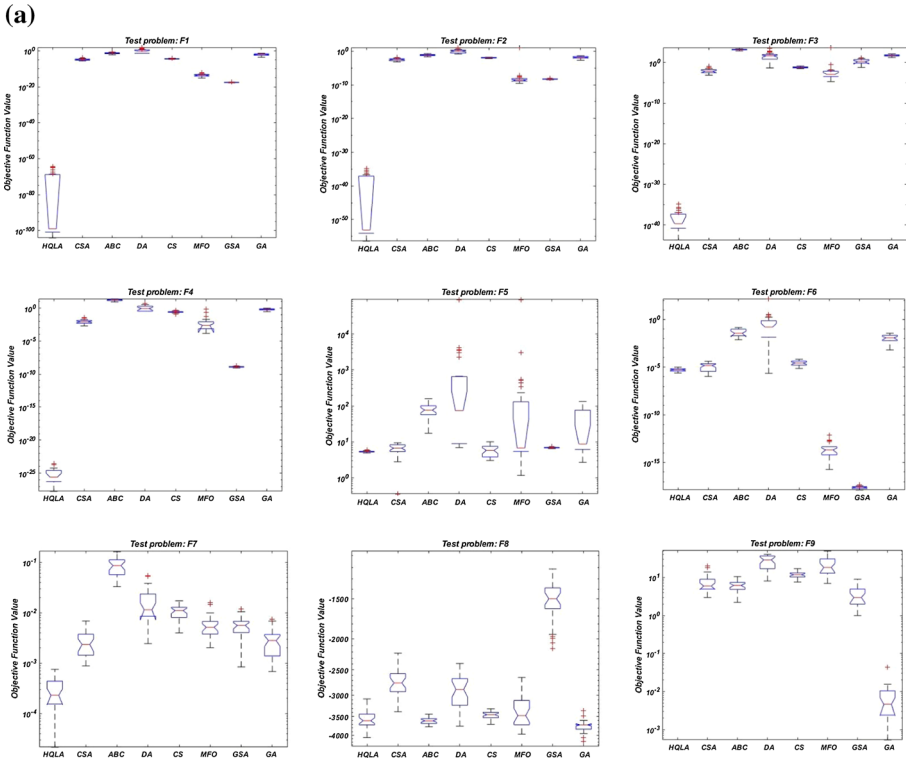 (a)
Test problem: F1
Objective Function Value
10^0
10^-20
10^-40
10^-60
10^-80
10^-100
HQLA CSA ABC DA CS MFO GSA GA
Test problem: F2
Objective Function Value
10^0
10^-10
10^-20
10^-30
10^-40
10^-50
HQLA CSA ABC DA CS MFO GSA GA
Test problem: F3
Objective Function Value
10^0
10^-10
10^-20
10^-30
10^-40
HQLA CSA ABC DA CS MFO GSA GA
Test problem: F4
Objective Function Value
10^0
10^-5
10^-10
10^-15
10^-20
10^-25
HQLA CSA ABC DA CS MFO GSA GA
Test problem: F5
Objective Function Value
10^4
10^3
10^2
10^1
10^0
HQLA CSA ABC DA CS MFO GSA GA
Test problem: F6
Objective Function Value
10^0
10^-5
10^-10
10^-15
HQLA CSA ABC DA CS MFO GSA GA
Test problem: F7
Objective Function Value
10^-1
10^-2
10^-3
10^-4
HQLA CSA ABC DA CS MFO GSA GA
Test problem: F8
Objective Function Value
-1500
-2000
-2500
-3000
-3500
-4000
HQLA CSA ABC DA CS MFO GSA GA
Test problem: F9
Objective Function Value
10^1
10^0
10^-1
10^-2
10^-3
HQLA CSA ABC DA CS MFO GSA GA